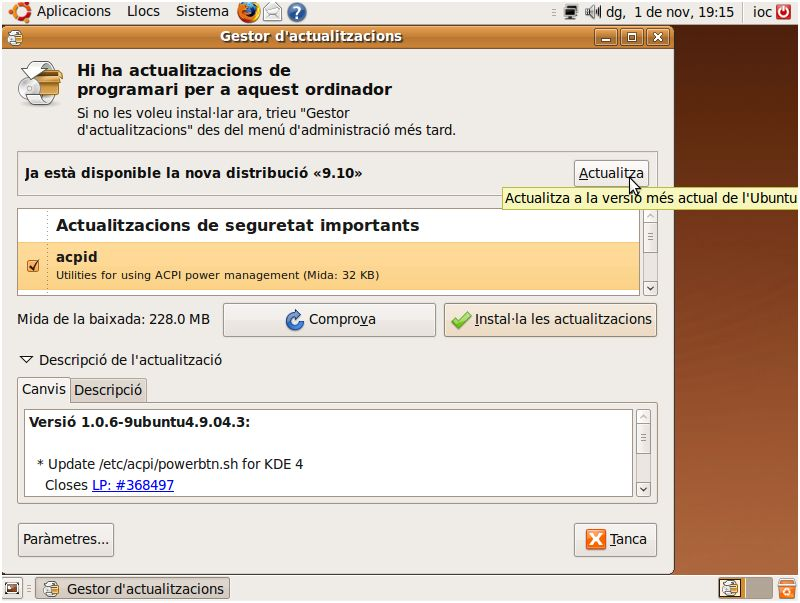 Aplicacions Llocs Sistema dg, 1 de nov, 19:15 ioc
Gestor d'actualitzacions
Hi ha actualitzacions de
programari per a aquest ordinador
Si no les voleu instal·lar ara, trieu "Gestor
d'actualitzacions" des del menú d'administració més tard.
Ja està disponible la nova distribució «9.10» Actualitza
Actualitza a la versió més actual de l'Ubuntu
Actualitzacions de seguretat importants
acpid
Utilities for using ACPI power management (Mida: 32 KB)
Mida de la baixada: 228.0 MB Comprova Instal·la les actualitzacions
Descripció de l'actualització
Canvis Descripció
Versió 1.0.6-9ubuntu4.9.04.3:
* Update /etc/acpi/powerbtn.sh for KDE 4
Closes LP: #368497
Paràmetres... Tanca
Gestor d'actualitzacions